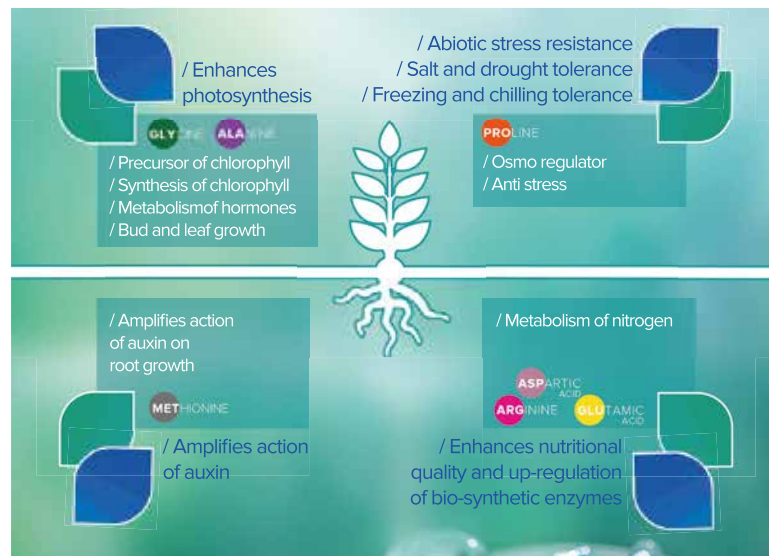 / Enhances
photosynthesis
GLYCINE ALANINE
/ Precursor of chlorophyll
/ Synthesis of chlorophyll
/ Metabolismof hormones
/ Bud and leaf growth
/ Abiotic stress resistance
/ Salt and drought tolerance
/ Freezing and chilling tolerance
PROLINE
/ Osmo regulator
/ Anti stress
/ Amplifies action
of auxin on
root growth
METHIONINE
/ Amplifies action
of auxin
/ Metabolism of nitrogen
ASPARTIC
ACID
ARGININE GLUTAMIC
ACID
/ Enhances nutritional
quality and up-regulation
of bio-synthetic enzymes